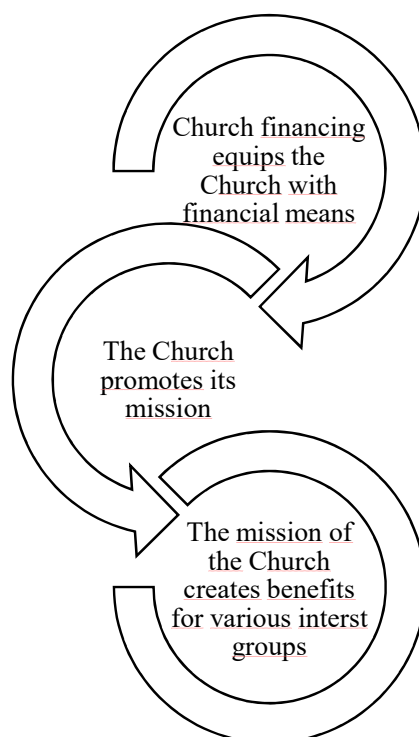 Church financing
equips the
Church with
financial means
The Church
promotes its
mission
The mission of
the Church
creates benefits
for various interst
groups